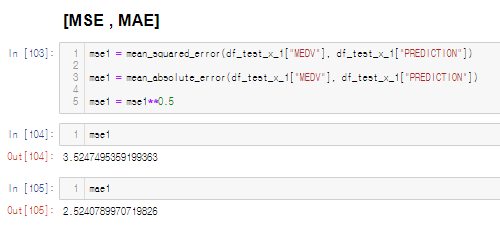 [MSE , MAE]
In [103]:
1 mse1 = mean_squared_error(df_test_x_1["MEDV"], df_test_x_1["PREDICTION"])
2
3 mae1 = mean_absolute_error(df_test_x_1["MEDV"], df_test_x_1["PREDICTION"])
4
5 mse1 = mse1**0.5
In [104]: 1 mse1
Out[104]: 3.5247495359199363
In [105]: 1 mae1
Out[105]: 2.5240789970719826